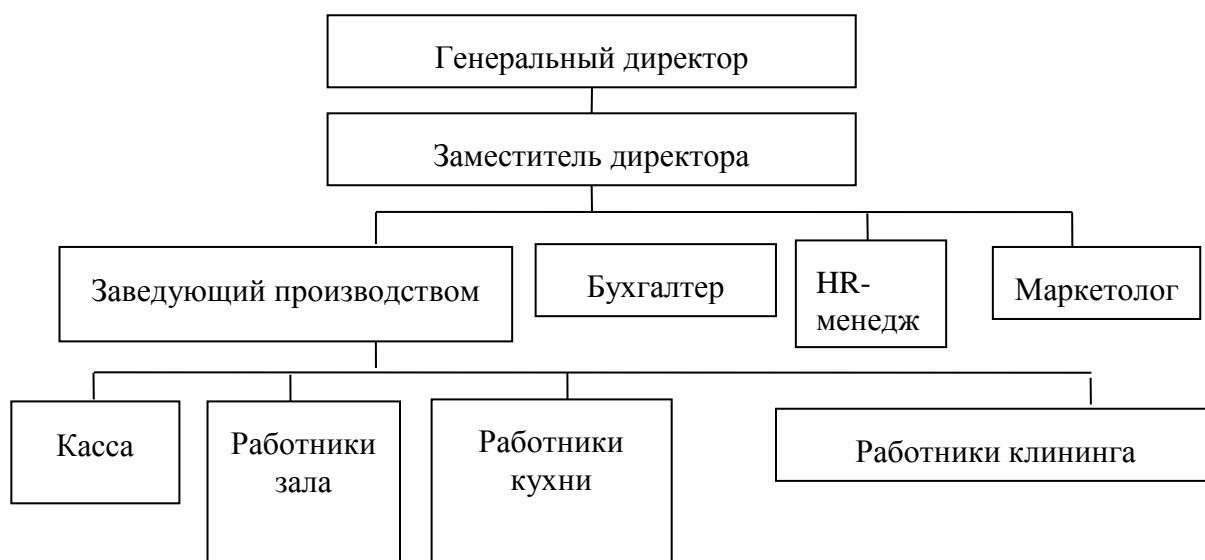 Генеральный директор
Заместитель директора
Заведующий производством
Бухгалтер
HR-
менедж
Маркетолог
Касса
Работники
зала
Работники
кухни
Работники клининга